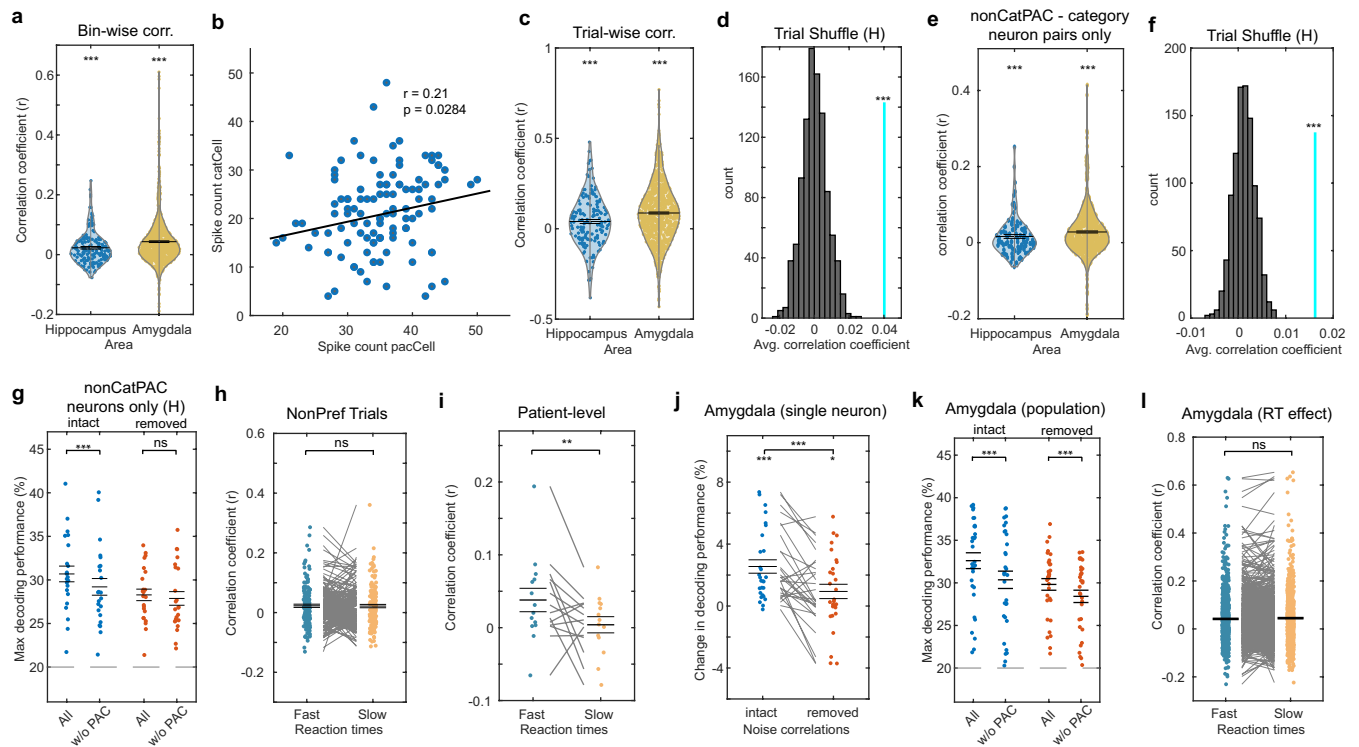 a
Bin-wise corr.
Correlation coefficient (r)
0.6
0.4
0.2
0
-0.2
***
***
Hippocampus
Amygdala
Area
b
Spike count catCell
50
40
30
20
10
0
r = 0.21
p = 0.0284
20
30
40
50
Spike count pacCell
c
Trial-wise corr.
Correlation coefficient (r)
1
0.5
0
-0.5
***
***
Hippocampus
Amygdala
Area
d
Trial Shuffle (H)
count
180
160
120
80
40
0
***
-0.02
0
0.02
0.04
Avg. correlation coefficient
e
nonCatPAC - category
neuron pairs only
correlation coefficient (r)
0.4
0.2
0
-0.2
***
***
Hippocampus
Amygdala
Area
f
Trial Shuffle (H)
count
200
150
100
50
0
***
-0.01
0
0.01
0.02
Avg. correlation coefficient
g
nonCatPAC
neurons only (H)
intact
removed
***
ns
Max decoding performance (%)
45
40
35
30
25
20
All
w/o PAC
All
w/o PAC
h
NonPref Trials
ns
Correlation coefficient (r)
0.6
0.4
0.2
0
-0.2
Fast
Slow
Reaction times
i
Patient-level
**
Correlation coefficient (r)
0.2
0.1
0
-0.1
Fast
Slow
Reaction times
j
Amygdala (single neuron)
***
***
*
Change in decoding performance (%)
8
4
0
-4
intact
removed
Noise correlations
k
Amygdala (population)
intact
removed
***
***
Max decoding performance (%)
45
40
35
30
25
20
All
w/o PAC
All
w/o PAC
l
Amygdala (RT effect)
ns
Correlation coefficient (r)
0.8
0.6
0.4
0.2
0
-0.2
Fast
Slow
Reaction times